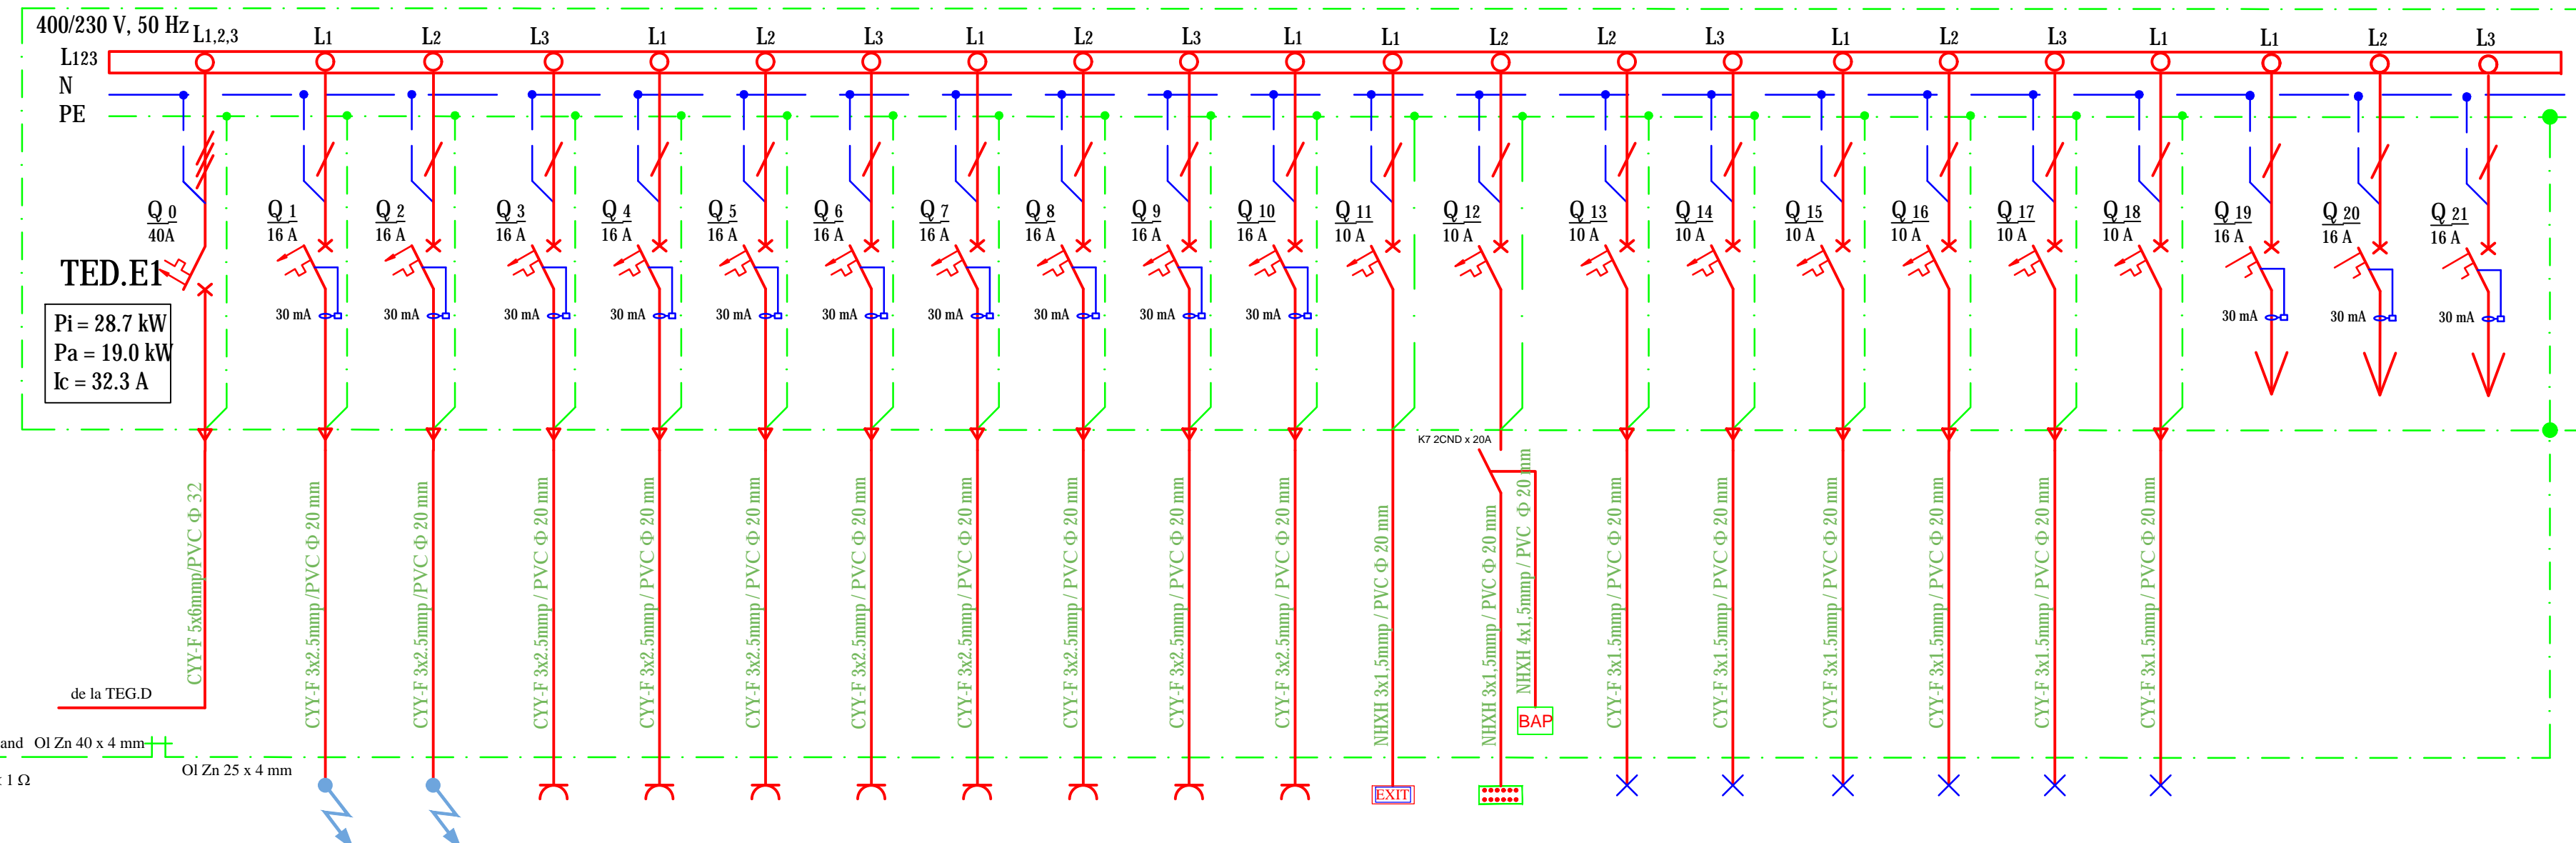 400/230 V, 50 Hz
L1,2,3 L1 L2 L3 L1 L2 L3 L1 L2 L3 L1 L1 L2 L2 L3 L1 L2 L3 L1 L1 L2 L3
L123
N
PE
Q 0 Q 1 Q 2 Q 3 Q 4 Q 5 Q 6 Q 7 Q 8 Q 9 Q 10 Q 11 Q 12 Q 13 Q 14 Q 15 Q 16 Q 17 Q 18 Q 19 Q 20 Q 21
40A 16 A 16 A 16 A 16 A 16 A 16 A 16 A 16 A 16 A 16 A 10 A 10 A 10 A 10 A 10 A 10 A 10 A 10 A 16 A 16 A 16 A
TED.E1
30 mA 30 mA 30 mA 30 mA 30 mA 30 mA 30 mA 30 mA 30 mA 30 mA 30 mA 30 mA 30 mA
Pi = 28.7 kW
Pa = 19.0 kW
Ic = 32.3 A
K7 2CND x 20A
CYY-F 5x6mmp/PVC Φ 32
CYY-F 3x2.5mmp /PVC Φ 20 mm
CYY-F 3x2.5mmp /PVC Φ 20 mm
CYY-F 3x2.5mmp / PVC Φ 20 mm
CYY-F 3x2.5mmp / PVC Φ 20 mm
CYY-F 3x2.5mmp / PVC Φ 20 mm
CYY-F 3x2.5mmp / PVC Φ 20 mm
CYY-F 3x2.5mmp / PVC Φ 20 mm
CYY-F 3x2.5mmp / PVC Φ 20 mm
CYY-F 3x2.5mmp / PVC Φ 20 mm
CYY-F 3x2.5mmp / PVC Φ 20 mm
NHXH 3x1,5mmp / PVC Φ 20 mm
NHXH 3x1,5mmp / PVC Φ 20 mm
NHXH 4x1,5mmp / PVC Φ 20 mm
CYY-F 3x1.5mmp / PVC Φ 20 mm
CYY-F 3x1.5mmp / PVC Φ 20 mm
CYY-F 3x1.5mmp / PVC Φ 20 mm
CYY-F 3x1.5mmp / PVC Φ 20 mm
CYY-F 3x1.5mmp / PVC Φ 20 mm
CYY-F 3x1.5mmp / PVC Φ 20 mm
de la TEG.D
BAP
and Ol Zn 40 x 4 mm
Ol Zn 25 x 4 mm
1 Ω
EXIT